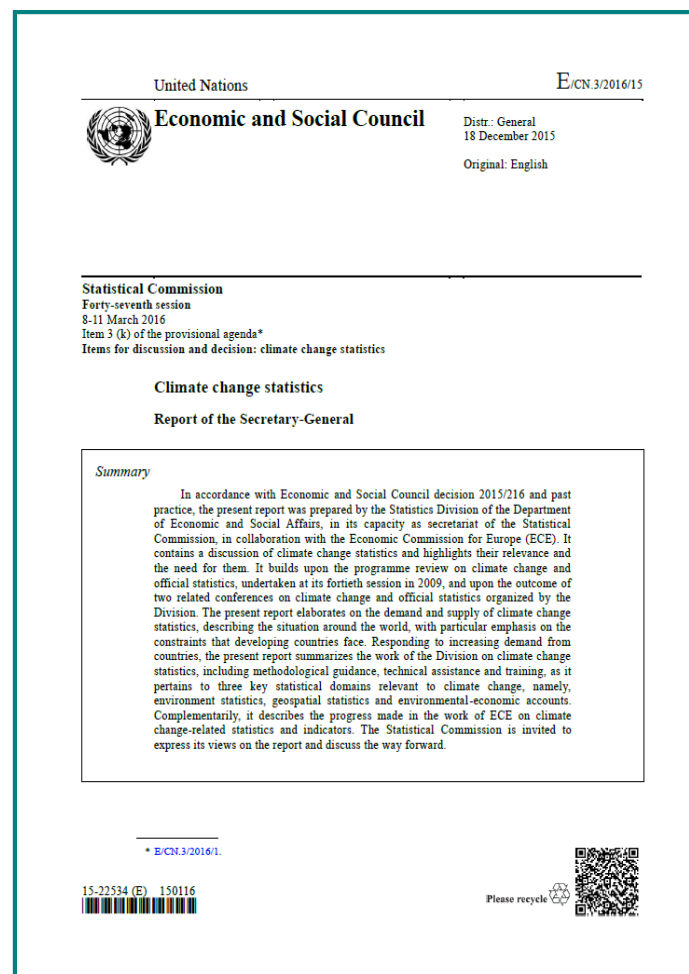 United Nations
E/CN.3/2016/15
Economic and Social Council
Distr.: General
18 December 2015
Original: English
Statistical Commission
Forty-seventh session
8-11 March 2016
Item 3 (k) of the provisional agenda*
Items for discussion and decision: climate change statistics
Climate change statistics
Report of the Secretary-General
Summary
In accordance with Economic and Social Council decision 2015/216 and past
practice, the present report was prepared by the Statistics Division of the Department
of Economic and Social Affairs, in its capacity as secretariat of the Statistical
Commission, in collaboration with the Economic Commission for Europe (ECE). It
contains a discussion of climate change statistics and highlights their relevance and
the need for them. It builds upon the programme review on climate change and
official statistics, undertaken at its fortieth session in 2009, and upon the outcome of
two related conferences on climate change and official statistics organized by the
Division. The present report elaborates on the demand and supply of climate change
statistics, describing the situation around the world, with particular emphasis on the
constraints that developing countries face. Responding to increasing demand from
countries, the present report summarizes the work of the Division on climate change
statistics, including methodological guidance, technical assistance and training, as it
pertains to three key statistical domains relevant to climate change, namely,
environment statistics, geospatial statistics and environmental-economic accounts.
Complementarily, it describes the progress made in the work of ECE on climate
change-related statistics and indicators. The Statistical Commission is invited to
express its views on the report and discuss the way forward.
* E/CN.3/2016/1.
15-22534 (E) 150116
Please recycle